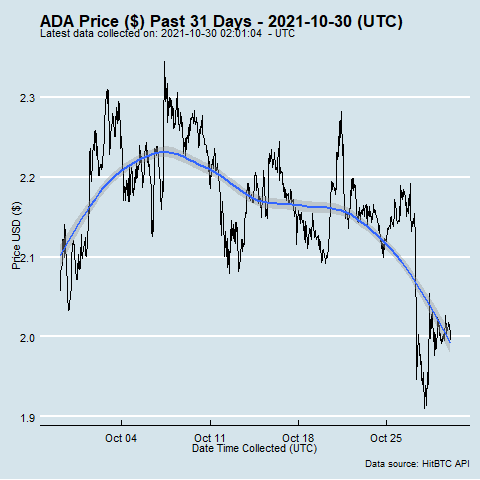 ADA Price ($) Past 31 Days - 2021-10-30 (UTC)
Latest data collected on: 2021-10-30 02:01:04 - UTC
Price USD ($)
2.3
2.2
2.1
2.0
1.9
Oct 04 Oct 11 Oct 18 Oct 25
Date Time Collected (UTC)
Data source: HitBTC API